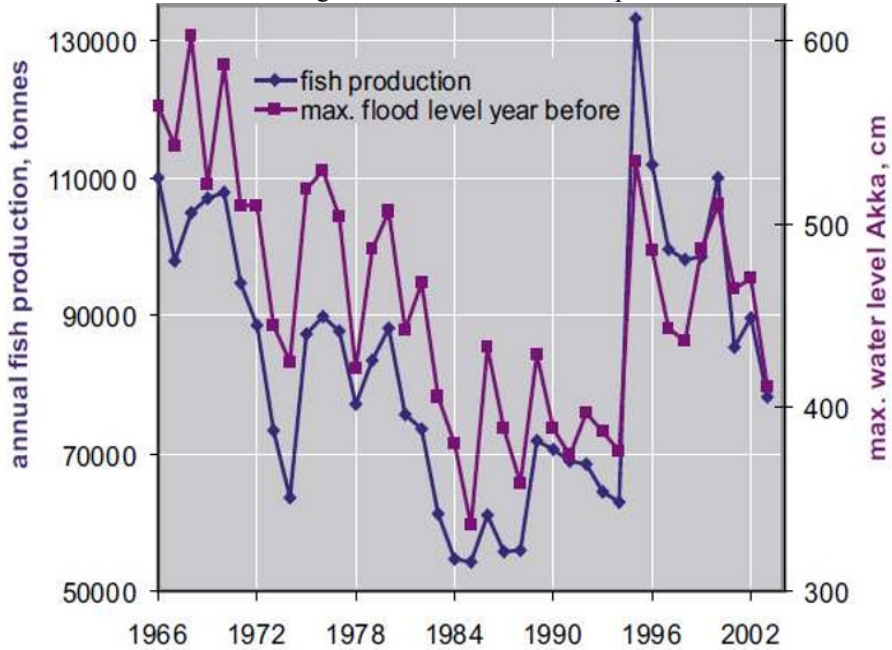 fish production
max. flood level year before
annual fish production, tonnes
130000
11000 0
90000
70000
50000
1966 1972 1978 1984 1990 1996 2002
600
500
400
300
max. water level Akka, cm